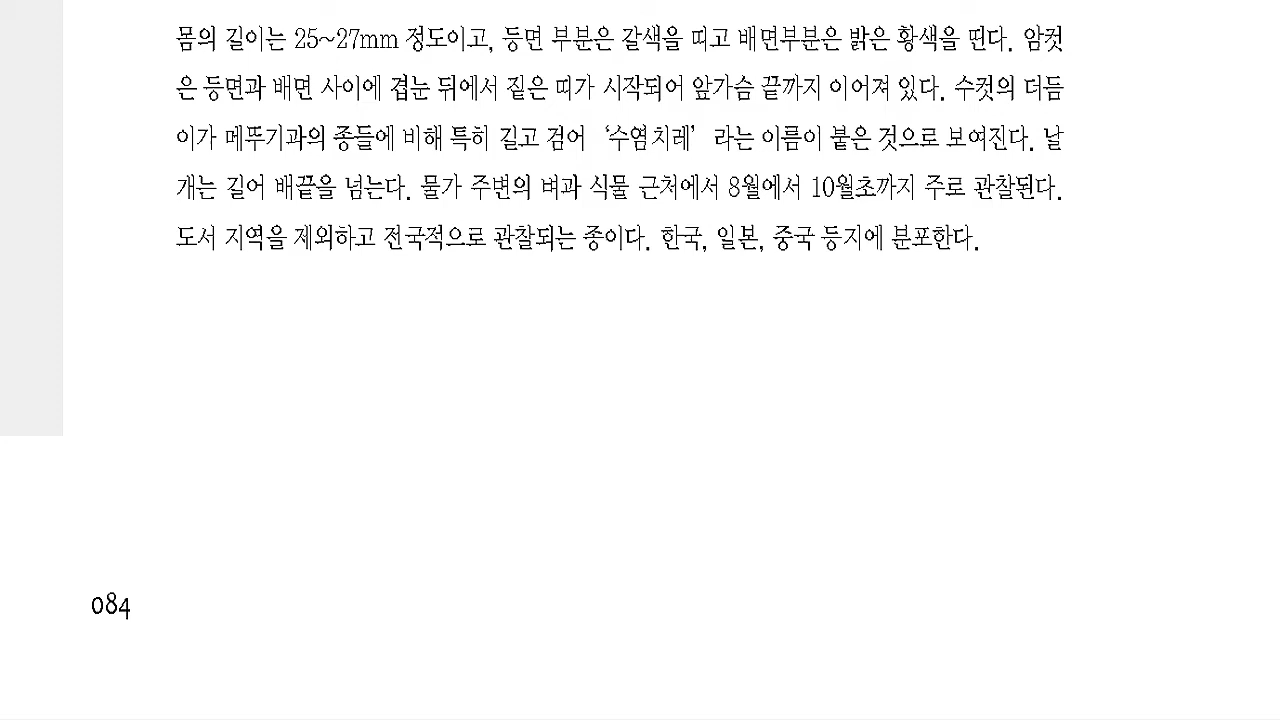 몸의 길이는 25~27mm 정도이고, 등면 부분은 갈색을 띠고 배면부분은 밝은 황색을 띤다. 암컷
은 등면과 배면 사이에 겹눈 뒤에서 짙은 띠가 시작되어 앞가슴 끝까지 이어져 있다. 수컷의 더듬
이가 메뚜기과의 종들에 비해 특히 길고 검어 ‘수염치레’ 라는 이름이 붙은 것으로 보여진다. 날
개는 길어 배끝을 넘는다. 물가 주변의 벼과 식물 근처에서 8월에서 10월초까지 주로 관찰된다.
도서 지역을 제외하고 전국적으로 관찰되는 종이다. 한국, 일본, 중국 등지에 분포한다.
084